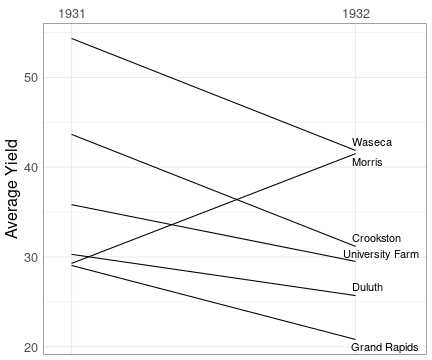 1931 1932
Average Yield
50
40
30
20
Waseca
Morris
Crookston
University Farm
Duluth
Grand Rapids